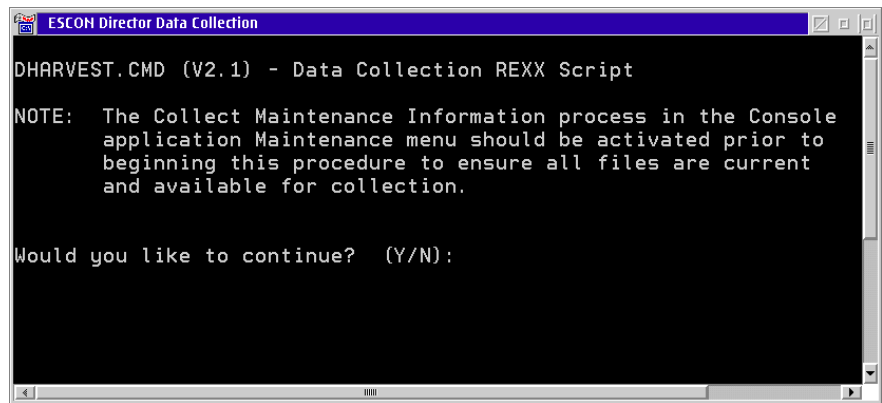 ESCON Director Data Collection
DHARVEST.CMD (V2.1) - Data Collection REXX Script
NOTE:  The Collect Maintenance Information process in the Console
application Maintenance menu should be activated prior to
beginning this procedure to ensure all files are current
and available for collection.
Would you like to continue?  (Y/N):